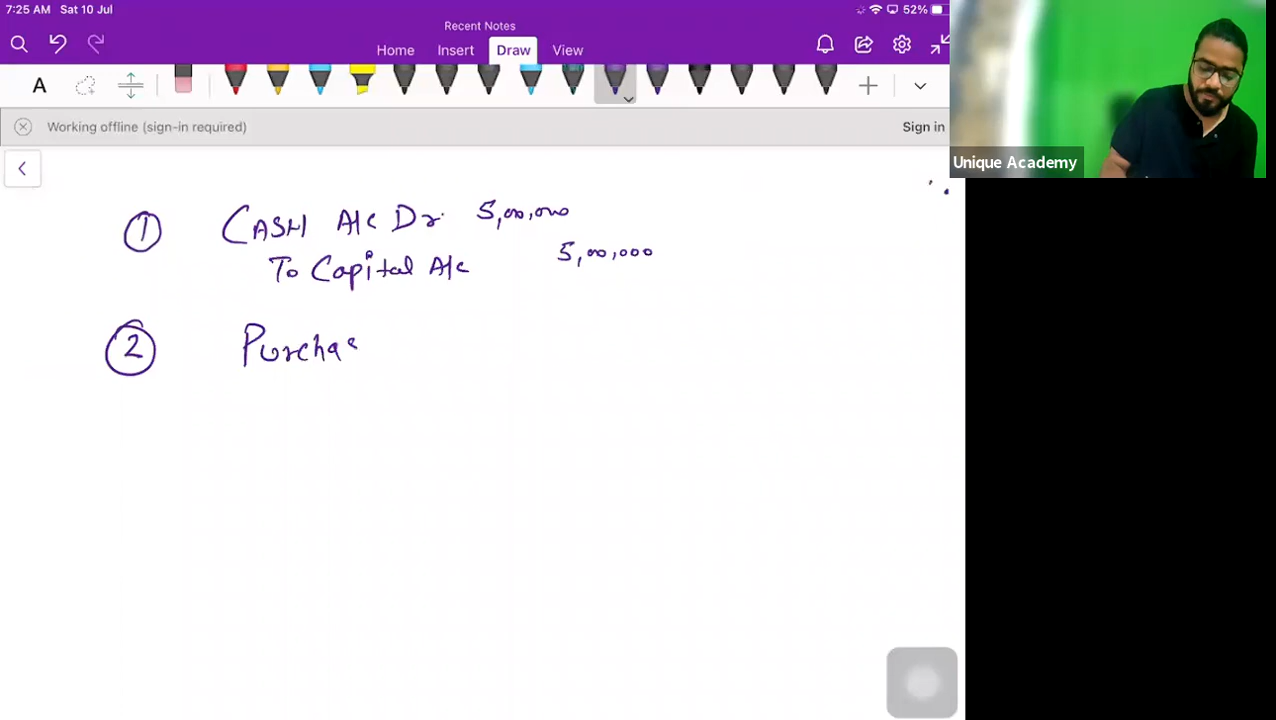 7:25 AM Sat 10 Jul
52%
Recent Notes
Home Insert Draw View
A
Working offline (sign-in required)
Sign in
Unique Academy
① CASH A/c Dr. 5,00,000
To Capital A/c 5,00,000
② Purchas